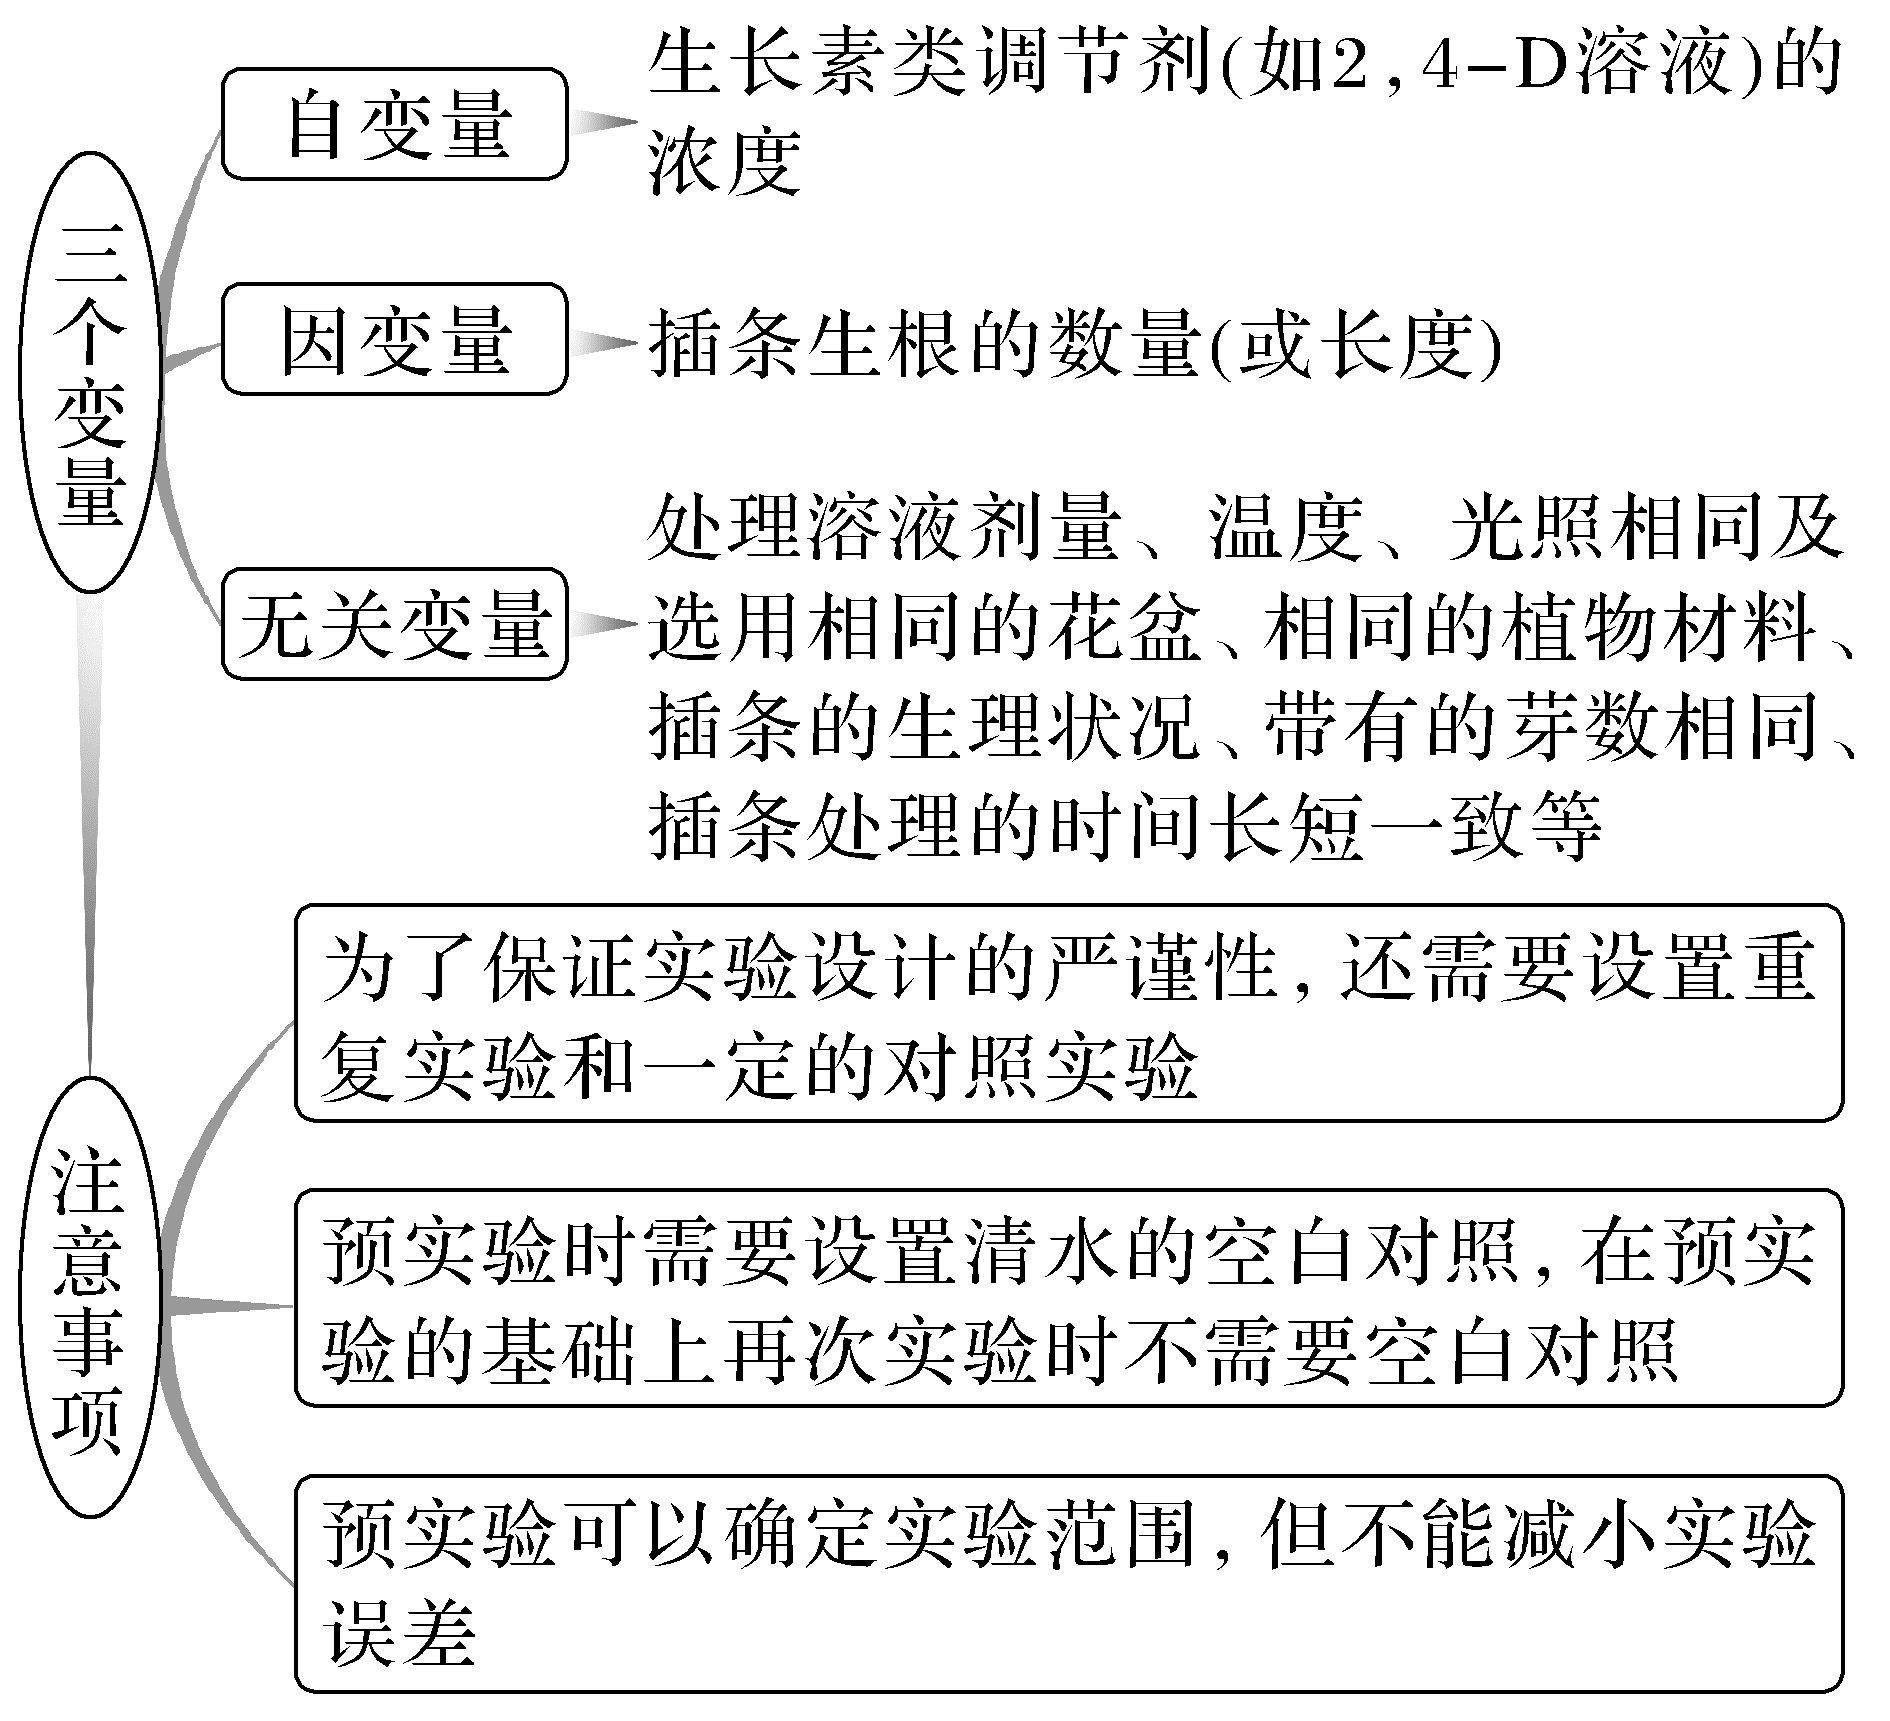 三个变量
自变量
生长素类调节剂(如2,4-D溶液)的
浓度
因变量
插条生根的数量(或长度)
无关变量
处理溶液剂量、温度、光照相同及
选用相同的花盆、相同的植物材料、
插条的生理状况、带有的芽数相同、
插条处理的时间长短一致等
注意事项
为了保证实验设计的严谨性,还需要设置重
复实验和一定的对照实验
预实验时需要设置清水的空白对照,在预实
验的基础上再次实验时不需要空白对照
预实验可以确定实验范围,但不能减小实验
误差